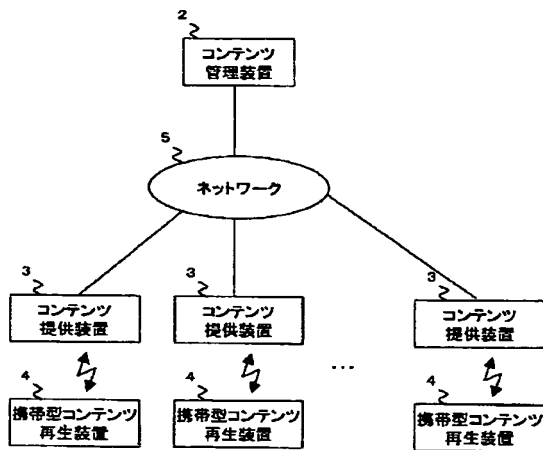 2
コンテンツ
管理装置
5
ネットワーク
3
コンテンツ
提供装置
3
コンテンツ
提供装置
3
コンテンツ
提供装置
...
4
携帯型コンテンツ
再生装置
4
携帯型コンテンツ
再生装置
4
携帯型コンテンツ
再生装置